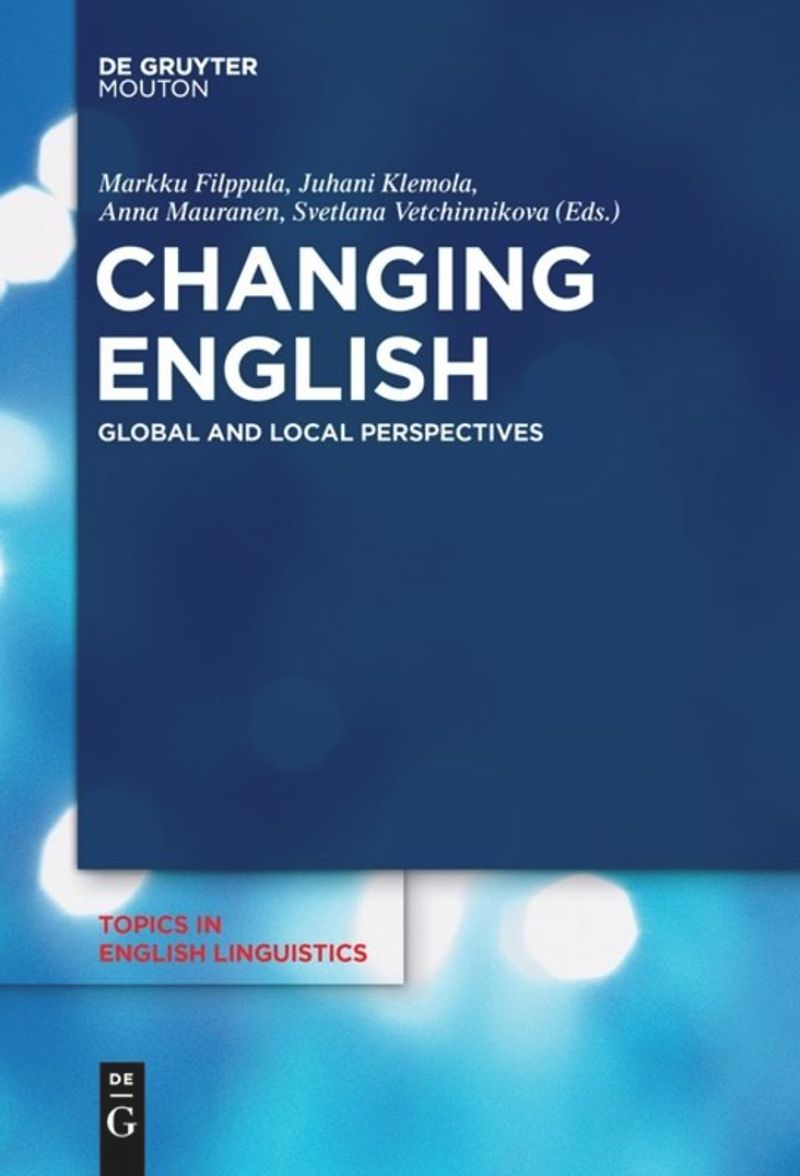 DE GRUYTER
MOUTON
Markku Filppula, Juhani Klemola,
Anna Mauranen, Svetlana Vetchinnikova (Eds.)
CHANGING
ENGLISH
GLOBAL AND LOCAL PERSPECTIVES
TOPICS IN
ENGLISH LINGUISTICS
DE
G